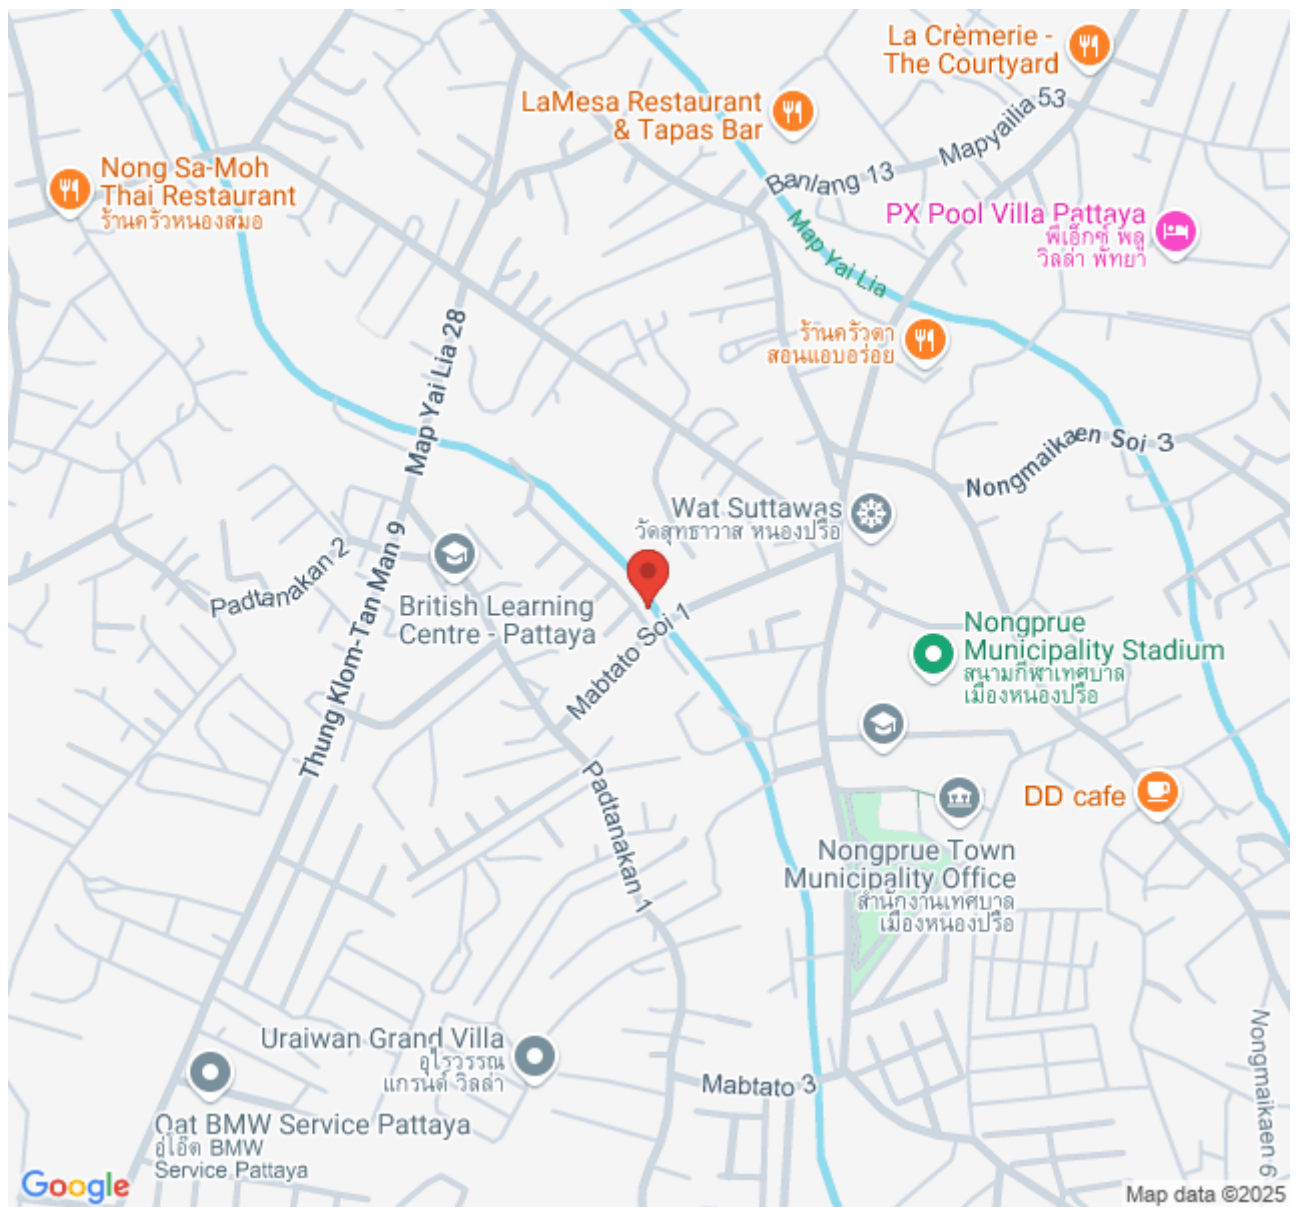 La Crèmerie -
The Courtyard
LaMesa Restaurant
& Tapas Bar
Mapyailia 53
Banlang 13
Nong Sa-Moh
Thai Restaurant
ร้านครัวหนองสมอ
PX Pool Villa Pattaya
พีเอ็กซ์ พลู
วิลล่า พัทยา
Map Yai Lia
ร้านครัวตา
สอนแอบอร่อย
Map Yai Lia 28
Nongmaikaen Soi 3
Wat Suttawas
วัดสุทธาวาส หนองปรือ
Thung Klom-Tan Man 9
Padtanakan 2
British Learning
Centre - Pattaya
Mabtato Soi 1
Nongprue
Municipality Stadium
สนามกีฬาเทศบาล
เมืองหนองปรือ
DD cafe
Padtanakan 1
Nongprue Town
Municipality Office
สำนักงานเทศบาล
เมืองหนองปรือ
Uraiwan Grand Villa
อุไรวรรณ
แกรนด์ วิลล่า
Mabtato 3
Nongmaikaen 6
Oat BMW Service Pattaya
อู่โอ๊ต BMW
Service Pattaya
Google
Map data ©2025